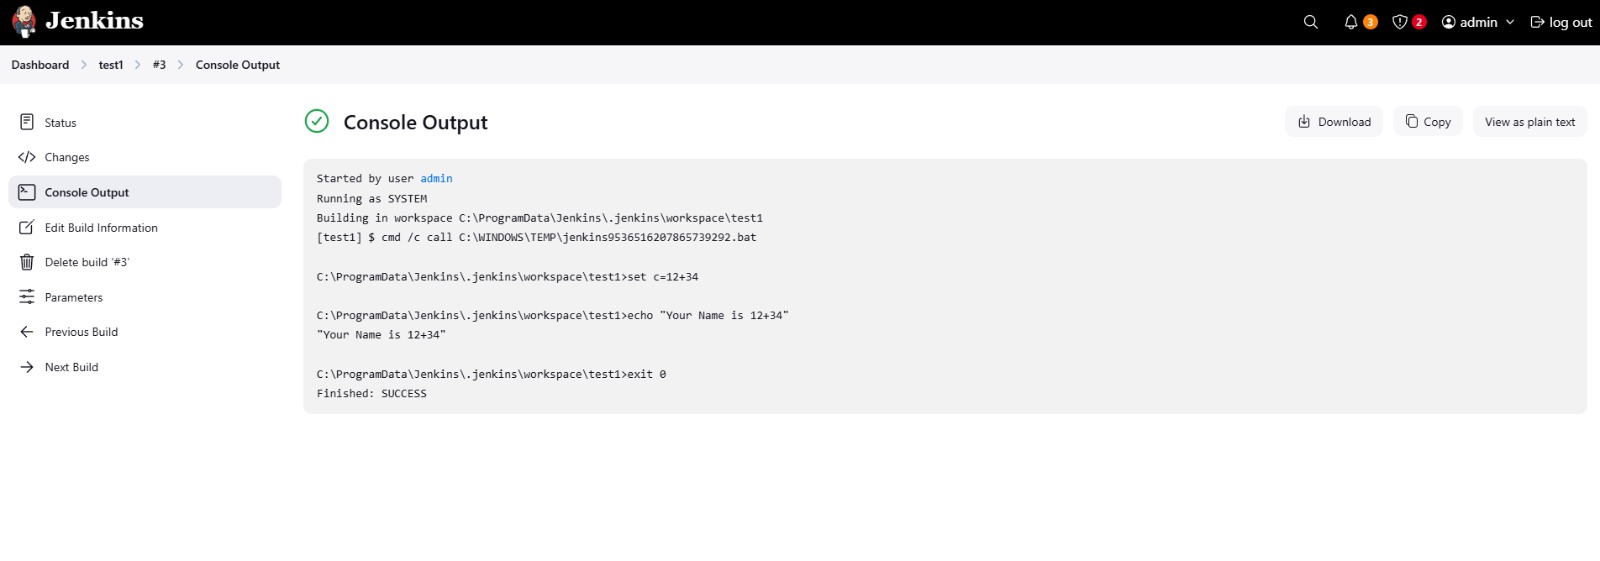 Jenkins
3
2
admin
log out
Dashboard
test1
#3
Console Output
Status
Changes
Console Output
Edit Build Information
Delete build ‘#3’
Parameters
Previous Build
Next Build
Console Output
Download
Copy
View as plain text
Started by user admin
Running as SYSTEM
Building in workspace C:\ProgramData\Jenkins\.jenkins\workspace\test1
[test1] $ cmd /c call C:\WINDOWS\TEMP\jenkins9536516207865739292.bat
C:\ProgramData\Jenkins\.jenkins\workspace\test1>set c=12+34
C:\ProgramData\Jenkins\.jenkins\workspace\test1>echo "Your Name is 12+34"
"Your Name is 12+34"
C:\ProgramData\Jenkins\.jenkins\workspace\test1>exit 0
Finished: SUCCESS